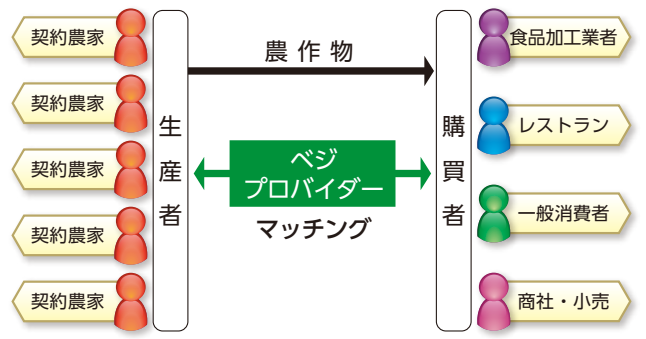 契約農家
契約農家
契約農家
契約農家
契約農家
生産者
農作物
ベジ
プロバイダー
マッチング
購買者
食品加工業者
レストラン
一般消費者
商社・小売